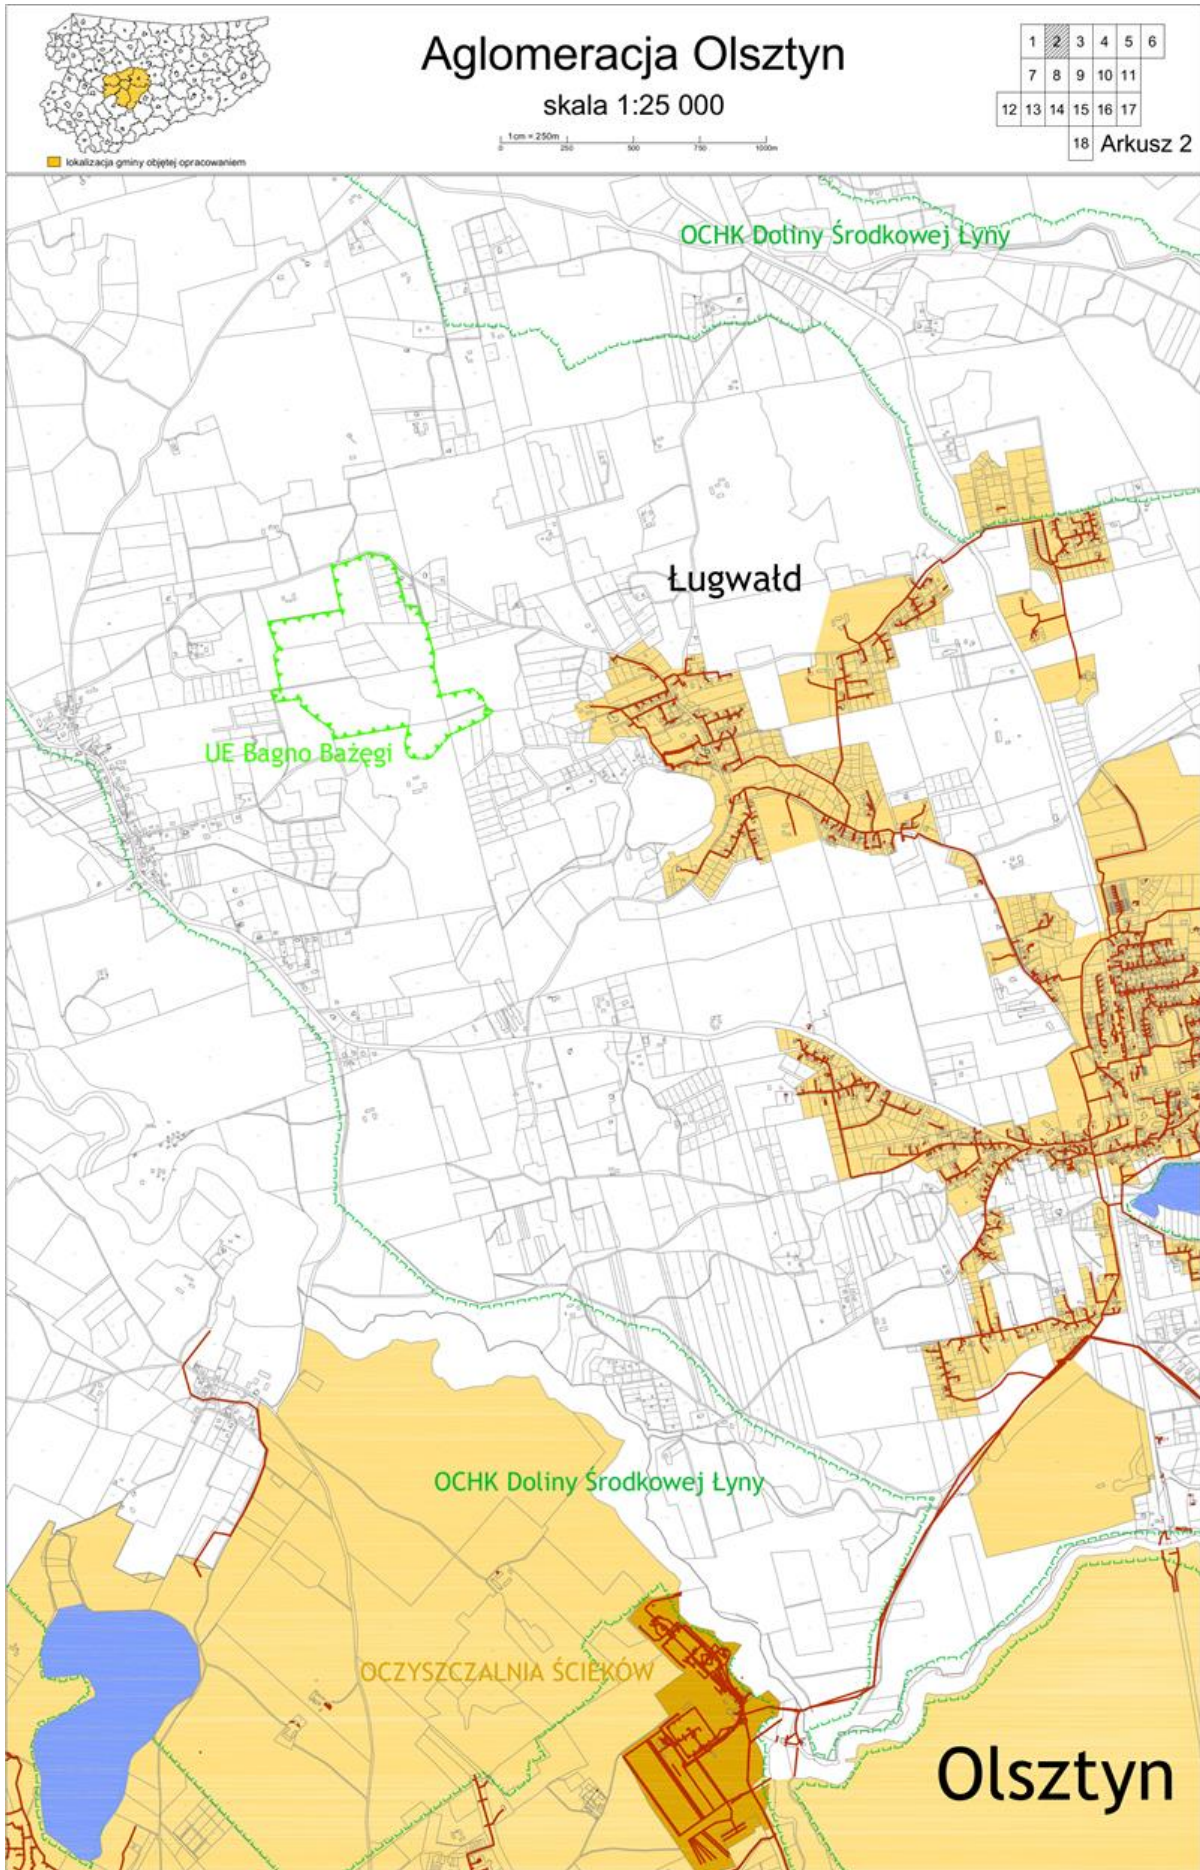 Aglomeracja Olsztyn
skala 1:25 000
1cm = 250m
0 250 500 750 1000m
lokalizacja gminy objętej opracowaniem
1 2 3 4 5 6
7 8 9 10 11
12 13 14 15 16 17
18 Arkusz 2
OCHK Doliny Środkowej Łyny
Ługwałd
UE Bagno Bażęgi
OCHK Doliny Środkowej Łyny
OCZYSZCZALNIA ŚCIEKÓW
Olsztyn